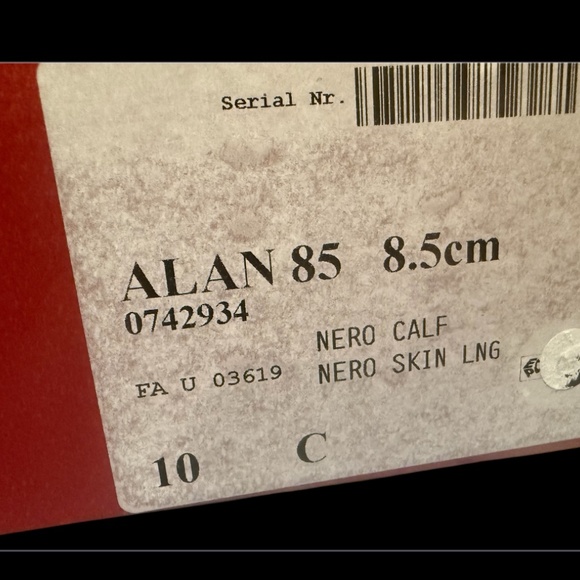 Serial Nr.
ALAN 85 8.5cm
0742934
NERO CALF
FA U 03619 NERO SKIN LNG
10 C